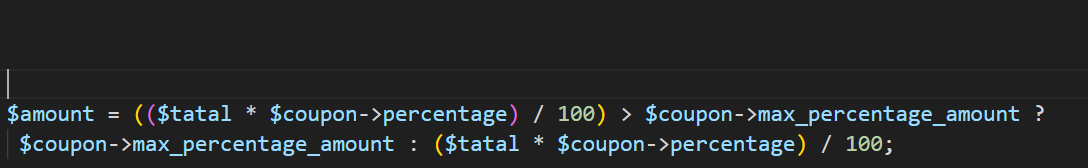 $amount = (($tatal * $coupon->percentage) / 100) > $coupon->max_percentage_amount ?
$coupon->max_percentage_amount : ($tatal * $coupon->percentage) / 100;